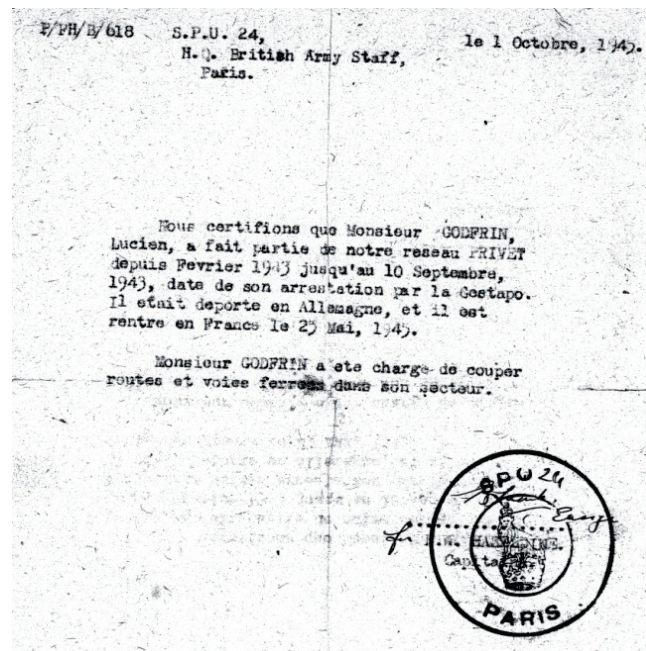 P/FH/B/618 S.P.U. 24, le 1 Octobre, 1945.
H.Q. British Army Staff,
Paris.
Nous certifions que Monsieur GODFRIN,
Lucien, a fait partie de notre reseau PRIVET
depuis Fevrier 1943 jusqu'au 10 Septembre,
1943, date de son arrestation par la Gestapo.
Il etait deporte en Allemagne, et il est
rentre en France le 25 Mai, 1945.
Monsieur GODFRIN a ete charge de couper
routes et voies ferrees dans son secteur.
SPU 24
for
Capita
PARIS